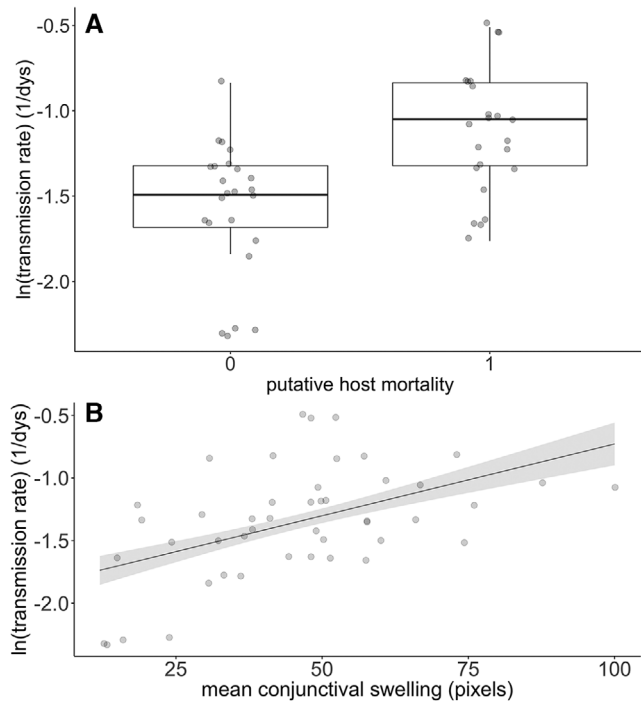 A
ln(transmission rate) (1/dys)
-0.5
-1.0
-1.5
-2.0
0 1
putative host mortality
B
ln(transmission rate) (1/dys)
-0.5
-1.0
-1.5
-2.0
25 50 75 100
mean conjunctival swelling (pixels)